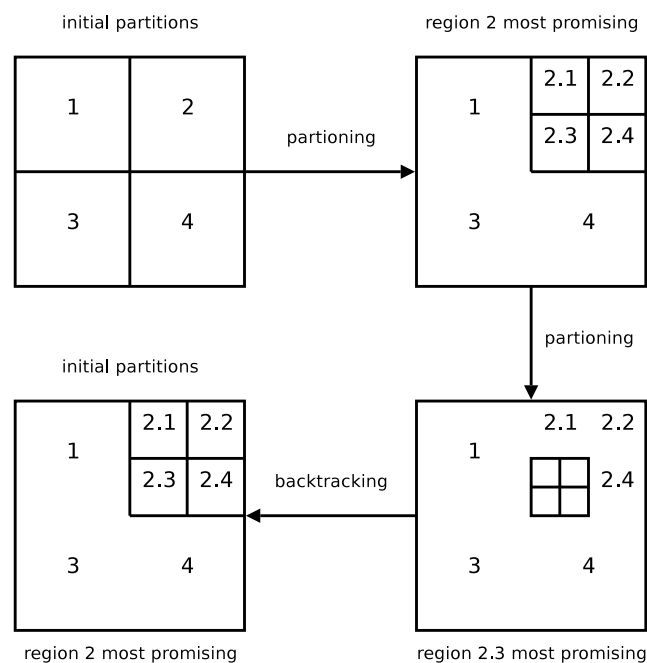 initial partitions
region 2 most promising
1 2
3 4
partioning
1 2.1 2.2
2.3 2.4
3 4
partioning
initial partitions
1 2.1 2.2
2.3 2.4
3 4
backtracking
2.1 2.2
1
2.4
3 4
region 2 most promising
region 2.3 most promising